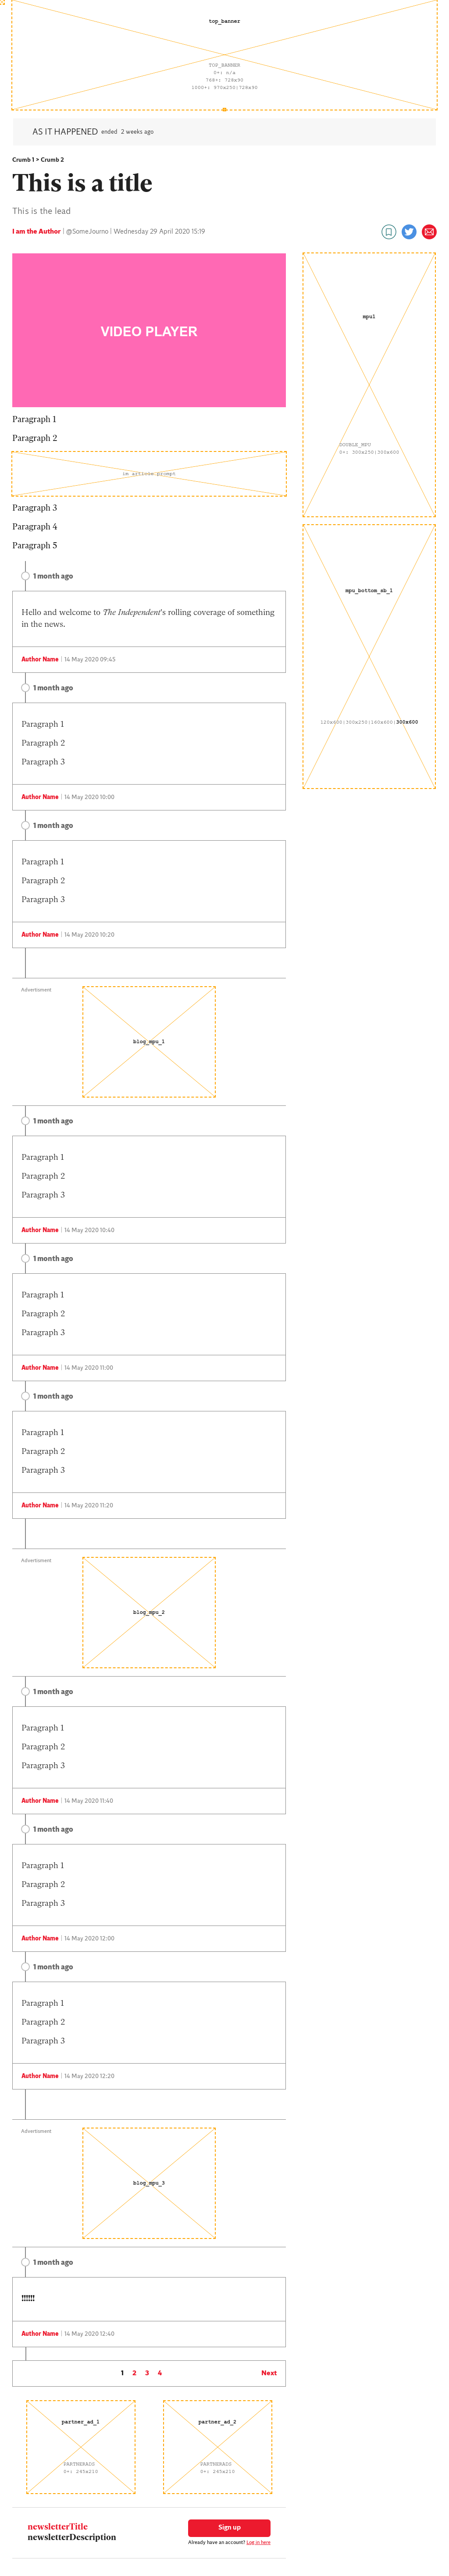 top_banner
TOP_BANNER
0+: n/a
768+: 728x90
1000+: 970x250|728x90
AS IT HAPPENED ended 2 weeks ago
Crumb 1 > Crumb 2
This is a title
This is the lead
I am the Author | @SomeJourno | Wednesday 29 April 2020 15:19
VIDEO PLAYER
mpu1
DOUBLE_MPU
0+: 300x250|300x600
Paragraph 1
Paragraph 2
in article prompt
Paragraph 3
Paragraph 4
Paragraph 5
mpu_bottom_sb_1
120x600|300x250|160x600|300x600
1 month ago
Hello and welcome to The Independent's rolling coverage of something
in the news.
Author Name | 14 May 2020 09:45
1 month ago
Paragraph 1
Paragraph 2
Paragraph 3
Author Name | 14 May 2020 10:00
1 month ago
Paragraph 1
Paragraph 2
Paragraph 3
Author Name | 14 May 2020 10:20
Advertisment
blog_mpu_1
1 month ago
Paragraph 1
Paragraph 2
Paragraph 3
Author Name | 14 May 2020 10:40
1 month ago
Paragraph 1
Paragraph 2
Paragraph 3
Author Name | 14 May 2020 11:00
1 month ago
Paragraph 1
Paragraph 2
Paragraph 3
Author Name | 14 May 2020 11:20
Advertisment
blog_mpu_2
1 month ago
Paragraph 1
Paragraph 2
Paragraph 3
Author Name | 14 May 2020 11:40
1 month ago
Paragraph 1
Paragraph 2
Paragraph 3
Author Name | 14 May 2020 12:00
1 month ago
Paragraph 1
Paragraph 2
Paragraph 3
Author Name | 14 May 2020 12:20
Advertisment
blog_mpu_3
1 month ago
!!!!!!
Author Name | 14 May 2020 12:40
1 2 3 4 Next
partner_ad_1
PARTNERADS
0+: 245x210
partner_ad_2
PARTNERADS
0+: 245x210
newsletterTitle
newsletterDescription
Sign up
Already have an account? Log in here